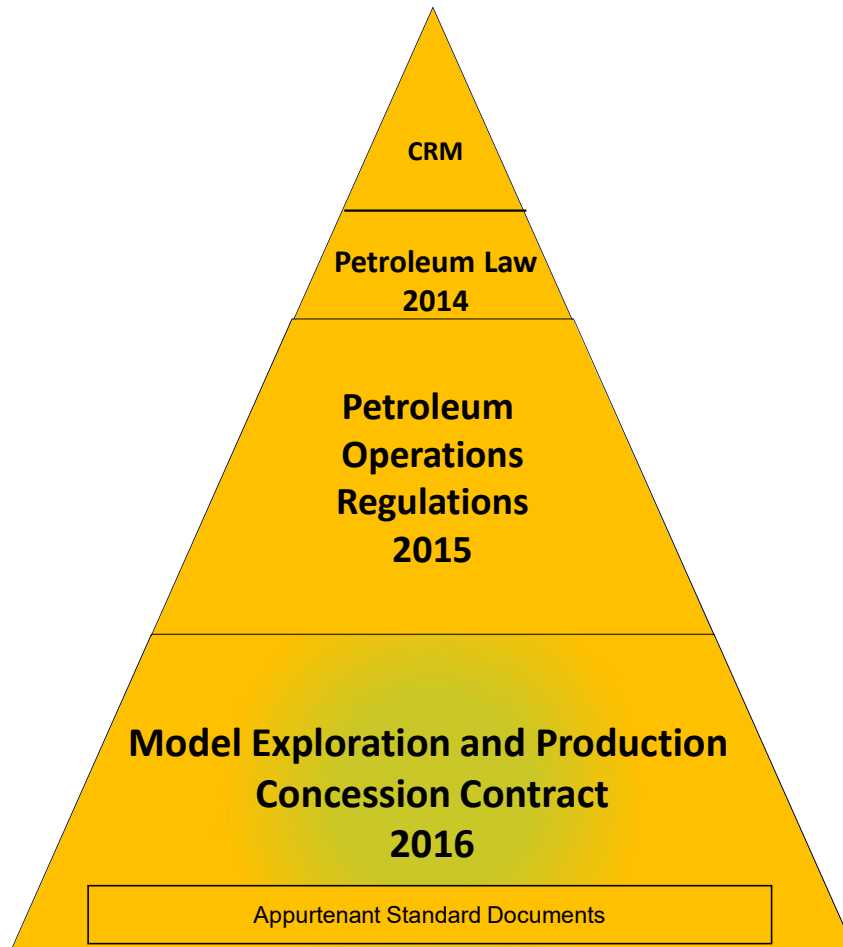 CRM
Petroleum Law
2014
Petroleum
Operations
Regulations
2015
Model Exploration and Production
Concession Contract
2016
Appurtenant Standard Documents